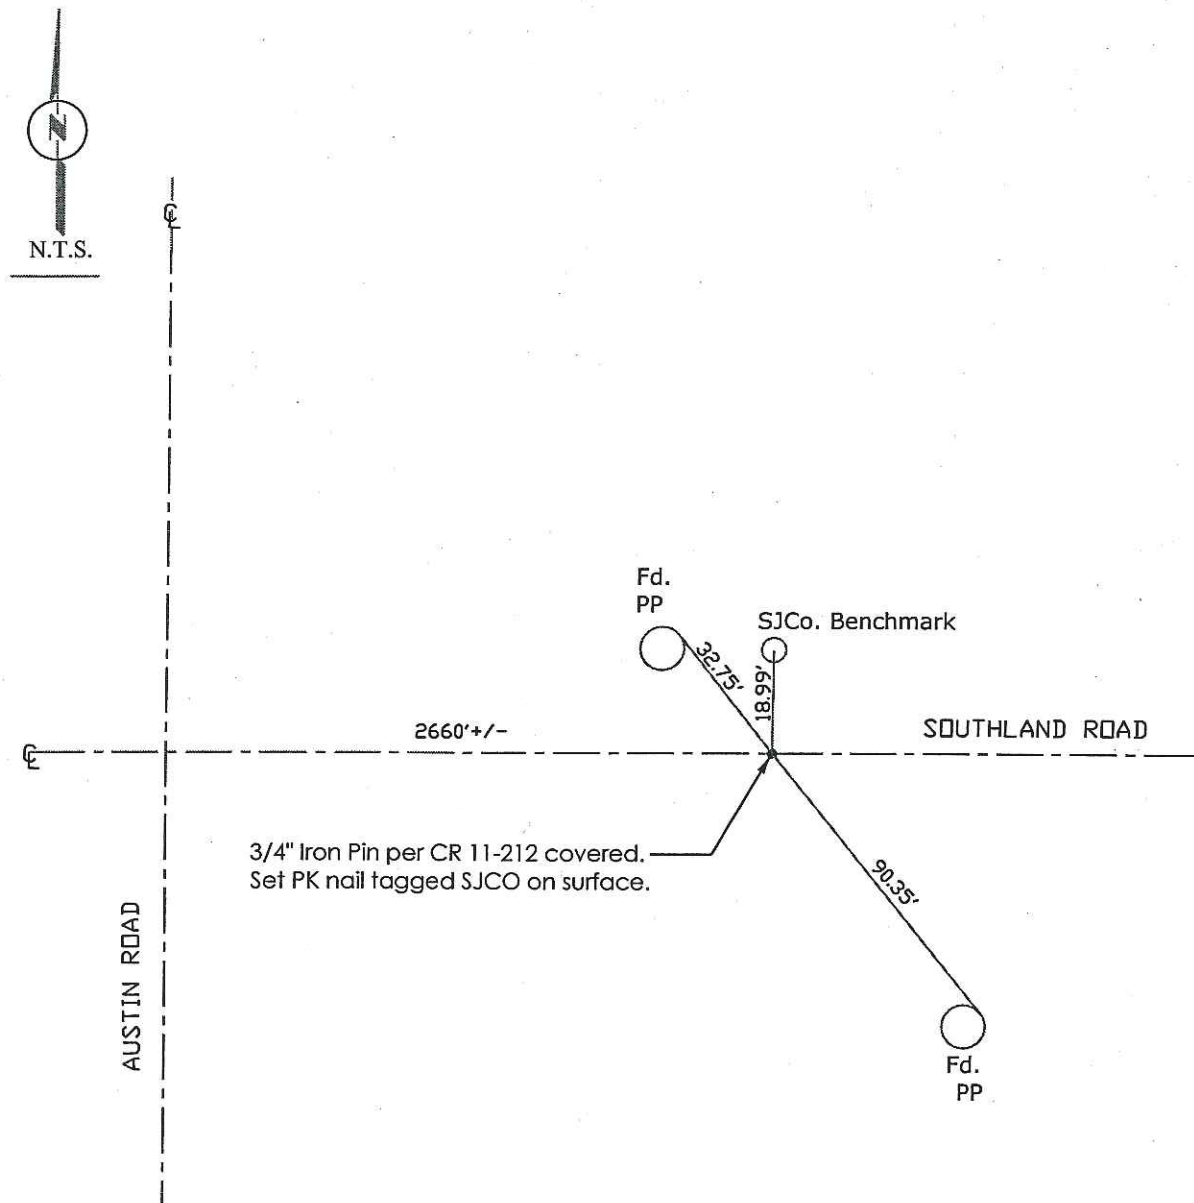 N
N.T.S.
℄
Fd.
PP
SJCo. Benchmark
32.75'
18.99'
2660'+/-
SOUTHLAND ROAD
℄
3/4" Iron Pin per CR 11-212 covered.
Set PK nail tagged SJCO on surface.
90.35'
AUSTIN ROAD
Fd.
PP